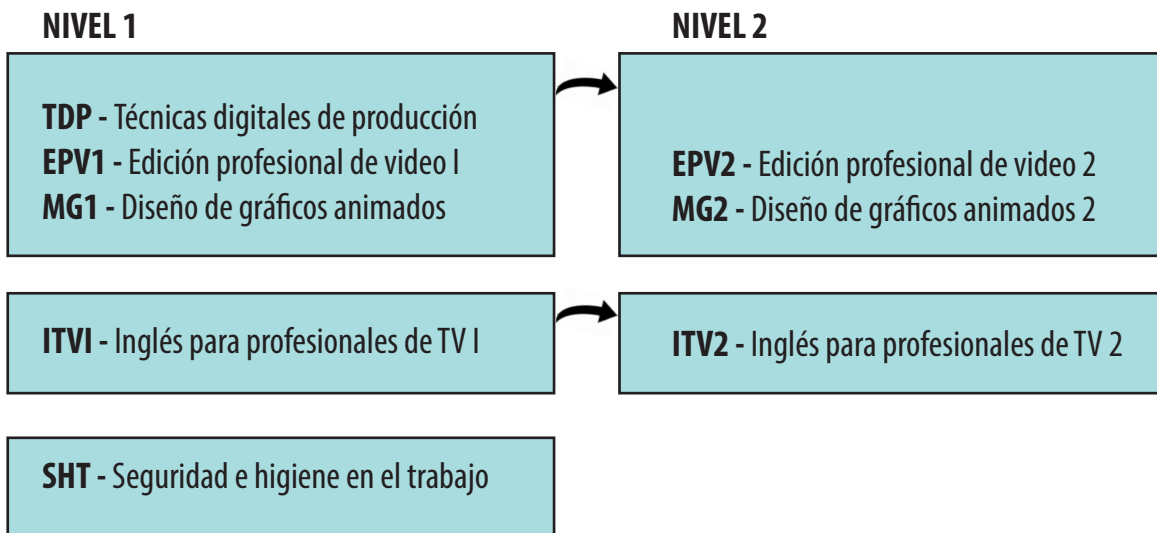 NIVEL 1
TDP - Técnicas digitales de producción
EPV1 - Edición profesional de video I
MG1 - Diseño de gráficos animados
ITVI - Inglés para profesionales de TV I
SHT - Seguridad e higiene en el trabajo
NIVEL 2
EPV2 - Edición profesional de video 2
MG2 - Diseño de gráficos animados 2
ITV2 - Inglés para profesionales de TV 2